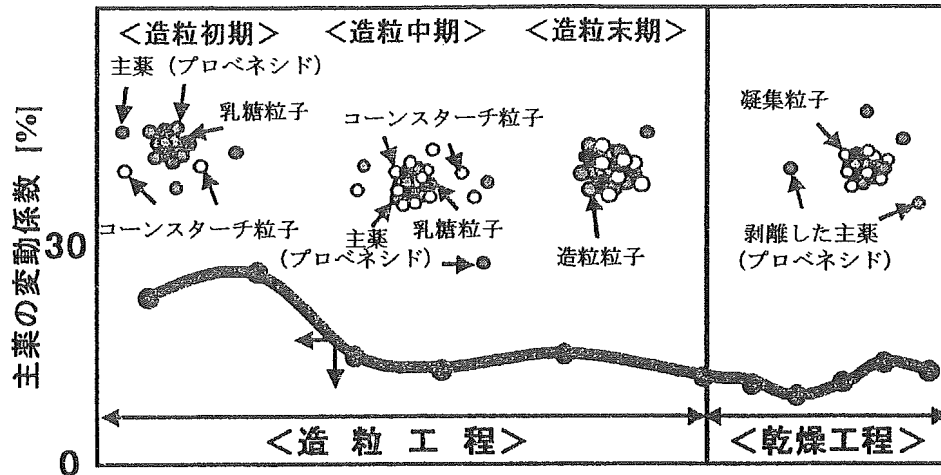 <造粒初期>
<造粒中期>
<造粒末期>
主薬 (プロベネシド)
乳糖粒子
コーンスターチ粒子
コーンスターチ粒子
主薬
(プロベネシド)
乳糖粒子
造粒粒子
凝集粒子
剥離した主薬
(プロベネシド)
主薬の変動係数 [%]
30
0
<造粒工程>
<乾燥工程>